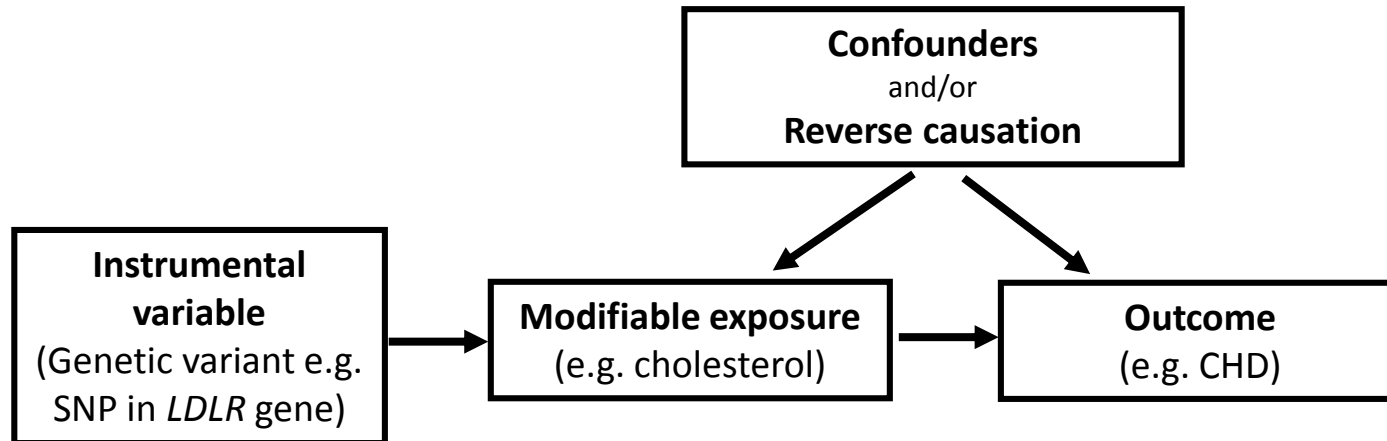 Confounders
and/or
Reverse causation
Instrumental
variable
(Genetic variant e.g.
SNP in LDLR gene)
Modifiable exposure
(e.g. cholesterol)
Outcome
(e.g. CHD)